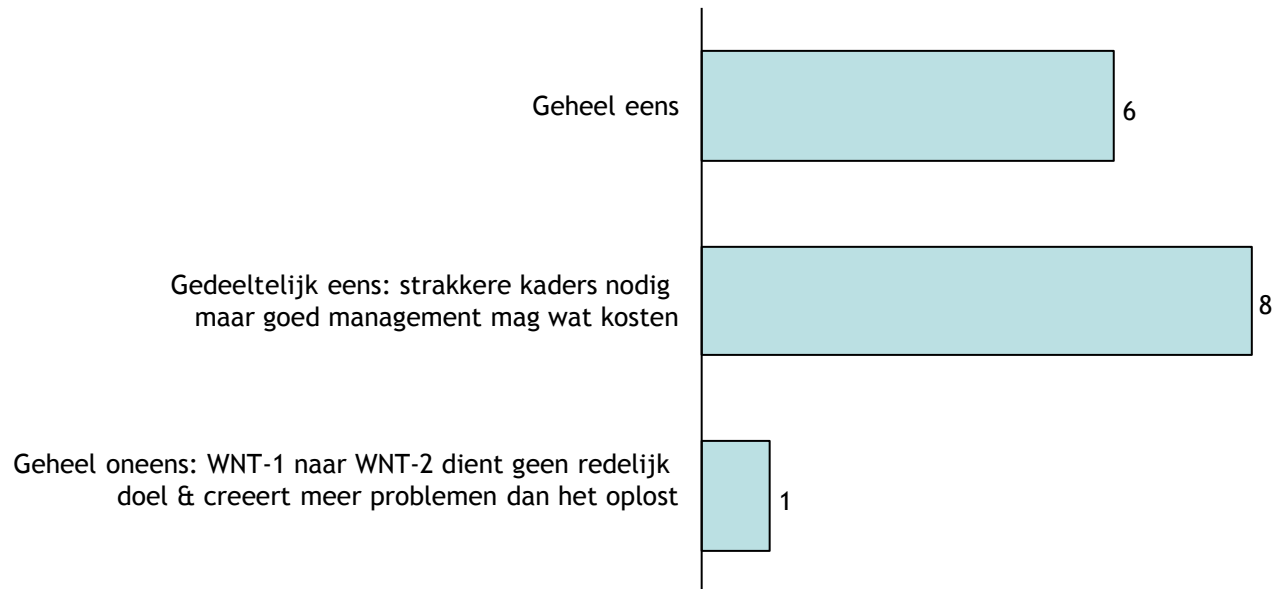 Geheel eens
6
Gedeeltelijk eens: strakkere kaders nodig
maar goed management mag wat kosten
8
Geheel oneens: WNT-1 naar WNT-2 dient geen redelijk
doel & creeert meer problemen dan het oplost
1